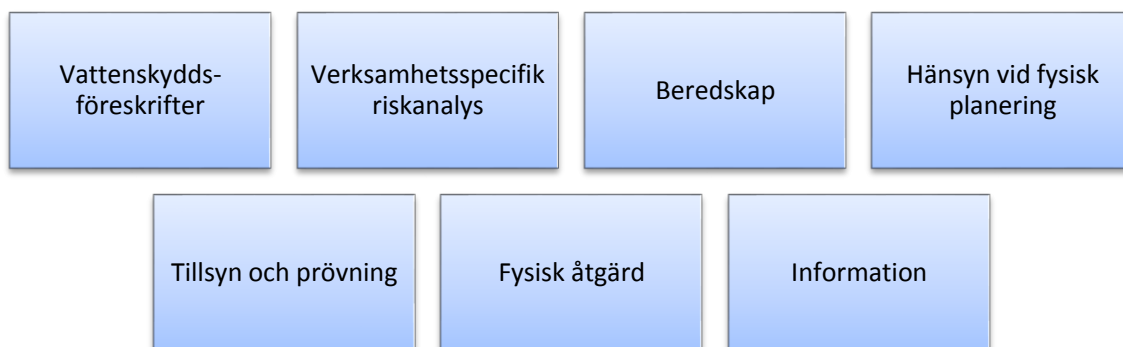 Vattenskydds-
föreskrifter
Verksamhetsspecifik
riskanalys
Beredskap
Hänsyn vid fysisk
planering
Tillsyn och prövning
Fysisk åtgärd
Information